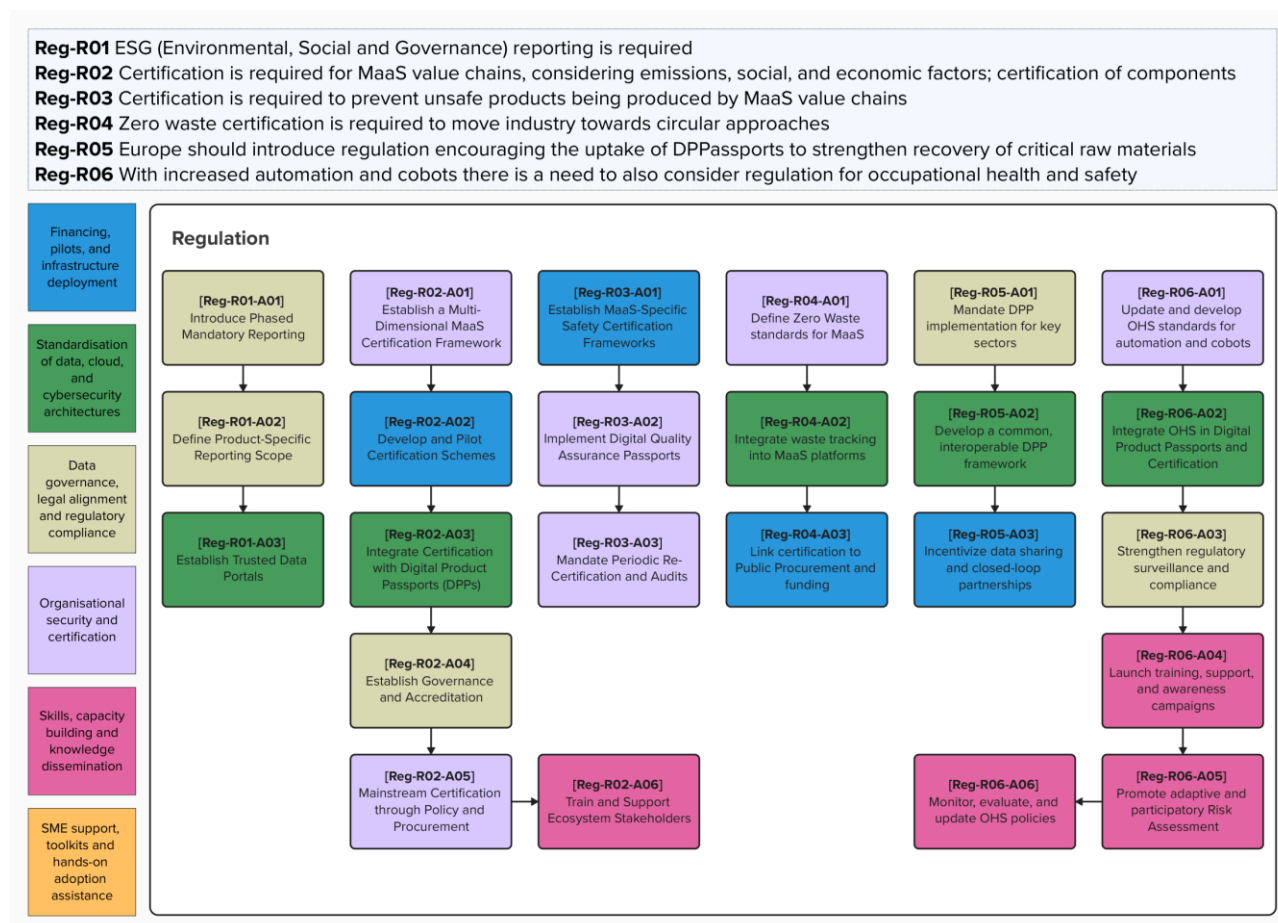 Reg-R01 ESG (Environmental, Social and Governance) reporting is required
Reg-R02 Certification is required for MaaS value chains, considering emissions, social, and economic factors; certification of components
Reg-R03 Certification is required to prevent unsafe products being produced by MaaS value chains
Reg-R04 Zero waste certification is required to move industry towards circular approaches
Reg-R05 Europe should introduce regulation encouraging the uptake of DPPassports to strengthen recovery of critical raw materials
Reg-R06 With increased automation and cobots there is a need to also consider regulation for occupational health and safety
Financing,
pilots, and
infrastructure
deployment
Standardisation
of data, cloud,
and
cybersecurity
architectures
Data
governance,
legal alignment
and regulatory
compliance
Organisational
security and
certification
Skills, capacity
building and
knowledge
dissemination
SME support,
toolkits and
hands-on
adoption
assistance
Regulation
[Reg-R01-A01]
Introduce Phased
Mandatory Reporting
[Reg-R02-A01]
Establish a Multi-
Dimensional MaaS
Certification Framework
[Reg-R03-A01]
Establish MaaS-Specific
Safety Certification
Frameworks
[Reg-R04-A01]
Define Zero Waste
standards for MaaS
[Reg-R05-A01]
Mandate DPP
implementation for key
sectors
[Reg-R06-A01]
Update and develop
OHS standards for
automation and cobots
[Reg-R01-A02]
Define Product-Specific
Reporting Scope
[Reg-R02-A02]
Develop and Pilot
Certification Schemes
[Reg-R03-A02]
Implement Digital Quality
Assurance Passports
[Reg-R04-A02]
Integrate waste tracking
into MaaS platforms
[Reg-R05-A02]
Develop a common,
interoperable DPP
framework
[Reg-R06-A02]
Integrate OHS in Digital
Product Passports and
Certification
[Reg-R01-A03]
Establish Trusted Data
Portals
[Reg-R02-A03]
Integrate Certification
with Digital Product
Passports (DPPs)
[Reg-R03-A03]
Mandate Periodic Re-
Certification and Audits
[Reg-R04-A03]
Link certification to
Public Procurement and
funding
[Reg-R05-A03]
Incentivize data sharing
and closed-loop
partnerships
[Reg-R06-A03]
Strengthen regulatory
surveillance and
compliance
[Reg-R02-A04]
Establish Governance
and Accreditation
[Reg-R06-A04]
Launch training, support,
and awareness
campaigns
[Reg-R02-A05]
Mainstream Certification
through Policy and
Procurement
[Reg-R02-A06]
Train and Support
Ecosystem Stakeholders
[Reg-R06-A06]
Monitor, evaluate, and
update OHS policies
[Reg-R06-A05]
Promote adaptive and
participatory Risk
Assessment